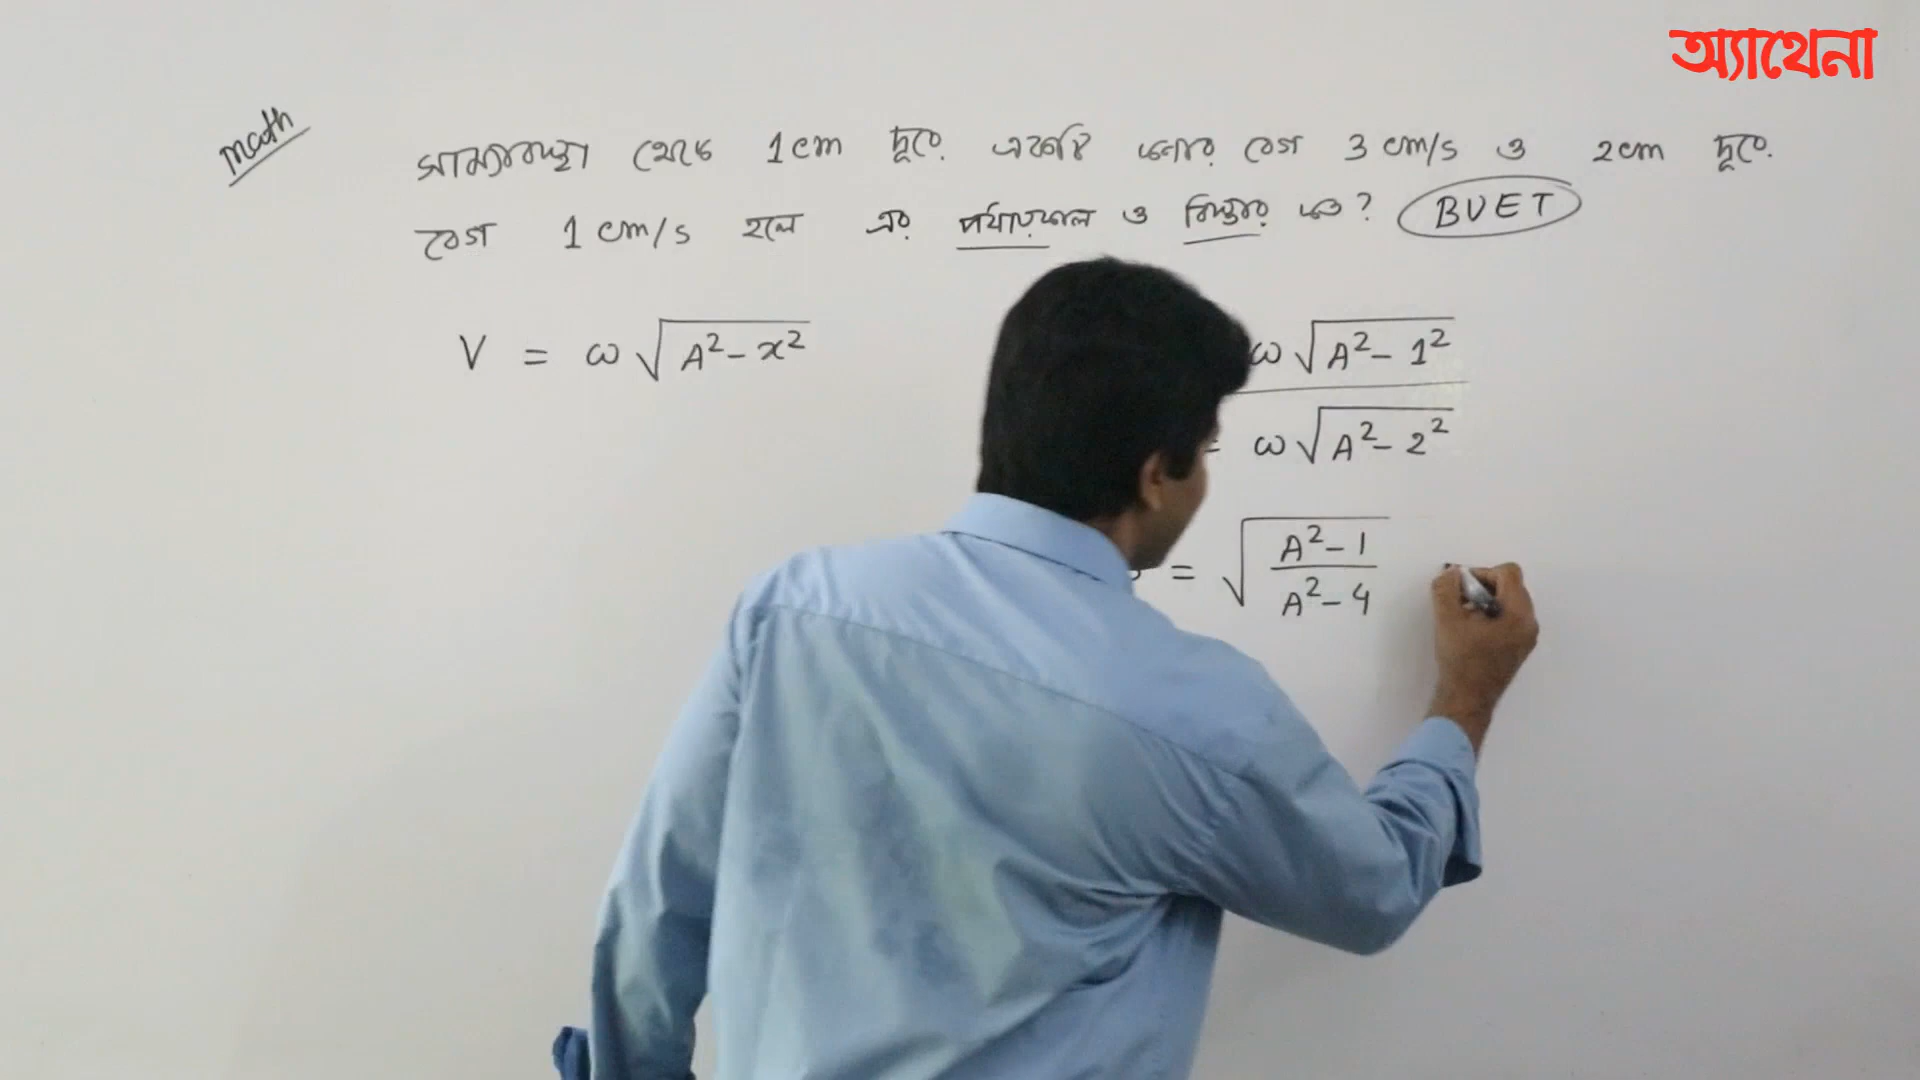 অ্যাথেনা
Math
সাম্যাবস্থা থেকে 1cm দূরে একটি কনার বেগ 3 cm/s ও 2cm দূরে
বেগ 1 cm/s হলে এর পর্যায়কাল ও বিস্তার কত? BUET
V = ω√(A² - x²)
ω√(A² - 1²)
= ω√(A² - 2²)
= √((A² - 1)/(A² - 4))